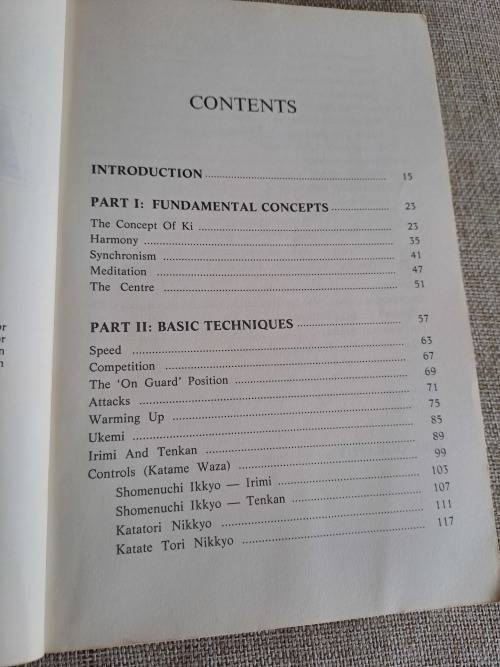 CONTENTS
INTRODUCTION ........ 15
PART I: FUNDAMENTAL CONCEPTS ........ 23
The Concept Of Ki ........ 23
Harmony ........ 35
Synchronism ........ 41
Meditation ........ 47
The Centre ........ 51
PART II: BASIC TECHNIQUES ........ 57
Speed ........ 63
Competition ........ 67
The ‘On Guard’ Position ........ 69
Attacks ........ 71
Warming Up ........ 75
Ukemi ........ 85
Irimi And Tenkan ........ 89
Controls (Katame Waza) ........ 99
Shomenuchi Ikkyo — Irimi ........ 103
Shomenuchi Ikkyo — Tenkan ........ 107
Katatori Nikkyo ........ 111
Katate Tori Nikkyo ........ 117